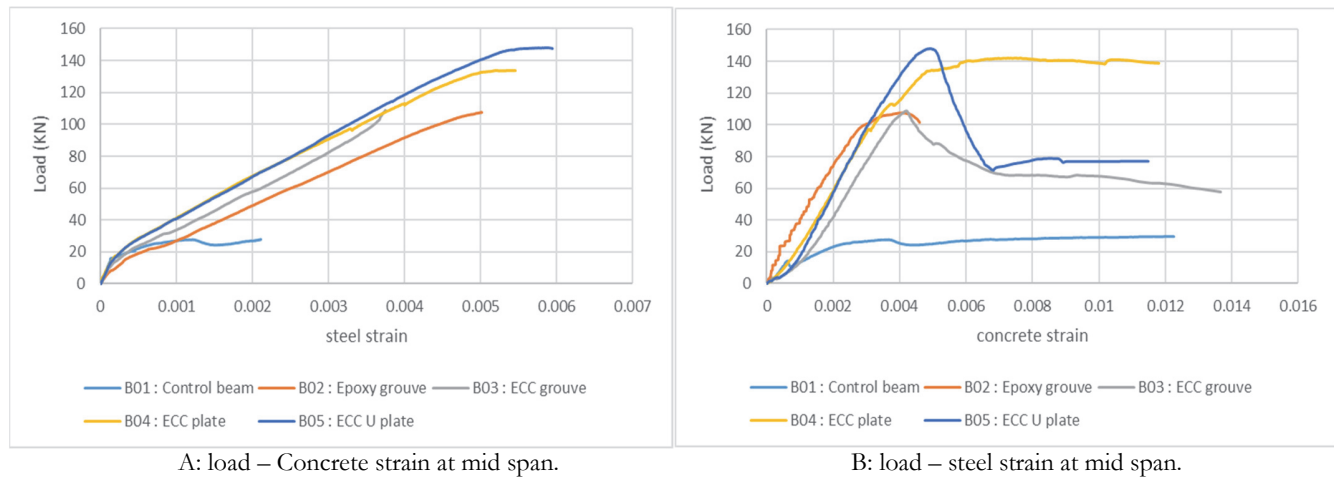 160
140
120
100
80
60
40
20
0
Load (KN)
0
0.001
0.002
0.003
0.004
0.005
0.006
0.007
steel strain
B01 : Control beam
B02 : Epoxy grouve
B03 : ECC grouve
B04 : ECC plate
B05 : ECC U plate
A: load – Concrete strain at mid span.
160
140
120
100
80
60
40
20
0
Load (KN)
0
0.002
0.004
0.006
0.008
0.01
0.012
0.014
0.016
concrete strain
B01 : Control beam
B02 : Epoxy grouve
B03 : ECC grouve
B04 : ECC plate
B05 : ECC U plate
B: load – steel strain at mid span.